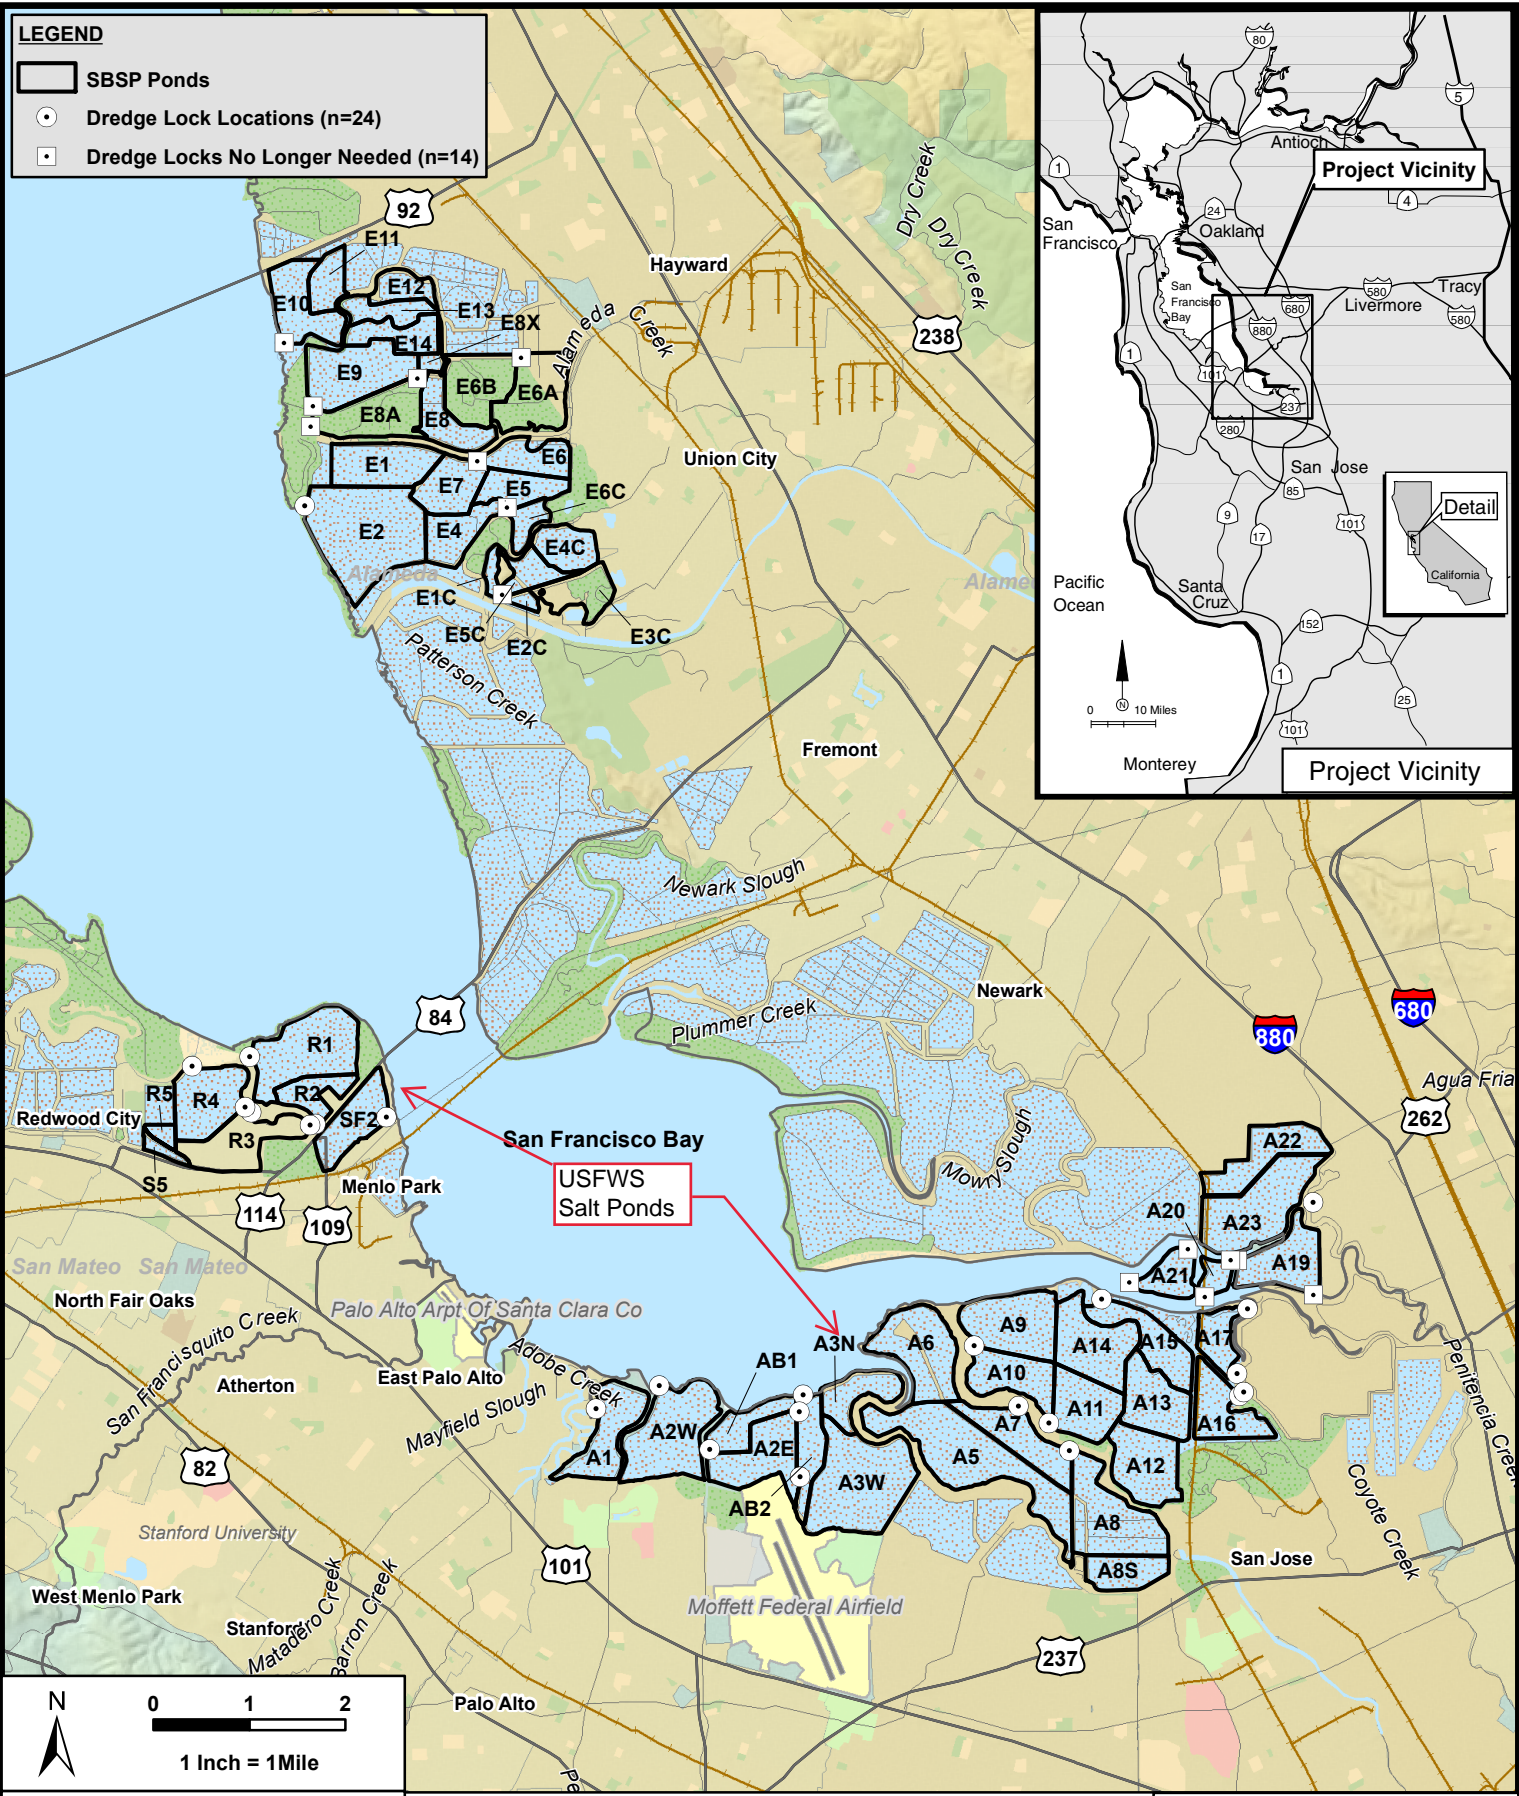 LEGEND
SBSP Ponds
Dredge Lock Locations (n=24)
Dredge Locks No Longer Needed (n=14)
92
E11
E10
E12
E13
E8X
E14
E9
E6B
E6A
E8A
E8
E1
E6
E7
E5
E6C
E2
E4
E4C
Alameda
E1C
E5C
E2C
E3C
Hayward
Alameda Creek
Dry Creek
Dry Creek
238
Union City
Alame
Patterson Creek
Fremont
Newark Slough
Newark
Plummer Creek
Mowry Slough
84
880
680
Agua Fria
262
R1
R5
R4
R2
SF2
R3
S5
Redwood City
Menlo Park
114
109
San Francisco Bay
USFWS
Salt Ponds
San Mateo San Mateo
North Fair Oaks
San Francisquito Creek
Palo Alto Arpt Of Santa Clara Co
Atherton
East Palo Alto
Adobe Creek
Mayfield Slough
82
Stanford University
West Menlo Park
Stanford
Matadero Creek
Barron Creek
101
Palo Alto
Pe
A22
A20
A23
A19
A21
A3N
A6
A9
A14
A15
A17
AB1
A10
A11
A13
A16
A7
A1
A2W
A2E
A3W
A5
A12
AB2
A8
A8S
Moffett Federal Airfield
237
San Jose
Coyote Creek
Penitencia Creek
N
0 1 2
1 Inch = 1Mile
80
5
Antioch
Project Vicinity
1
4
24
San
Francisco
Oakland
San
Francisco
Bay
580
Tracy
Livermore
680
580
880
1
101
237
280
San Jose
85
9
101
17
Detail
California
Pacific
Ocean
Santa
Cruz
152
1
25
N
0 10 Miles
101
Monterey
Project Vicinity